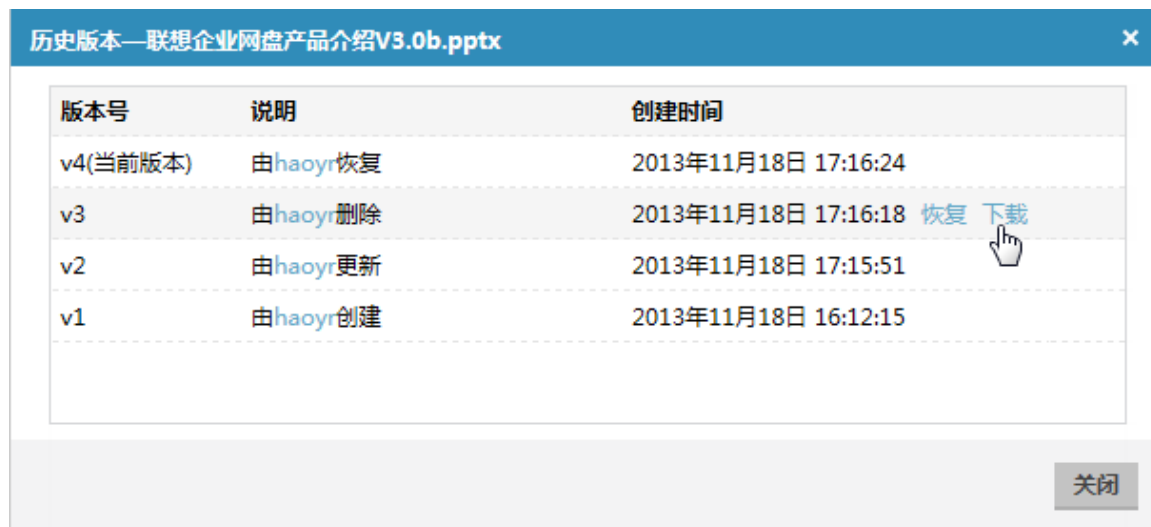 历史版本—联想企业网盘产品介绍V3.0b.pptx ×
版本号 说明 创建时间
v4(当前版本) 由haoyr恢复 2013年11月18日 17:16:24
v3 由haoyr删除 2013年11月18日 17:16:18 恢复 下载
v2 由haoyr更新 2013年11月18日 17:15:51
v1 由haoyr创建 2013年11月18日 16:12:15
关闭